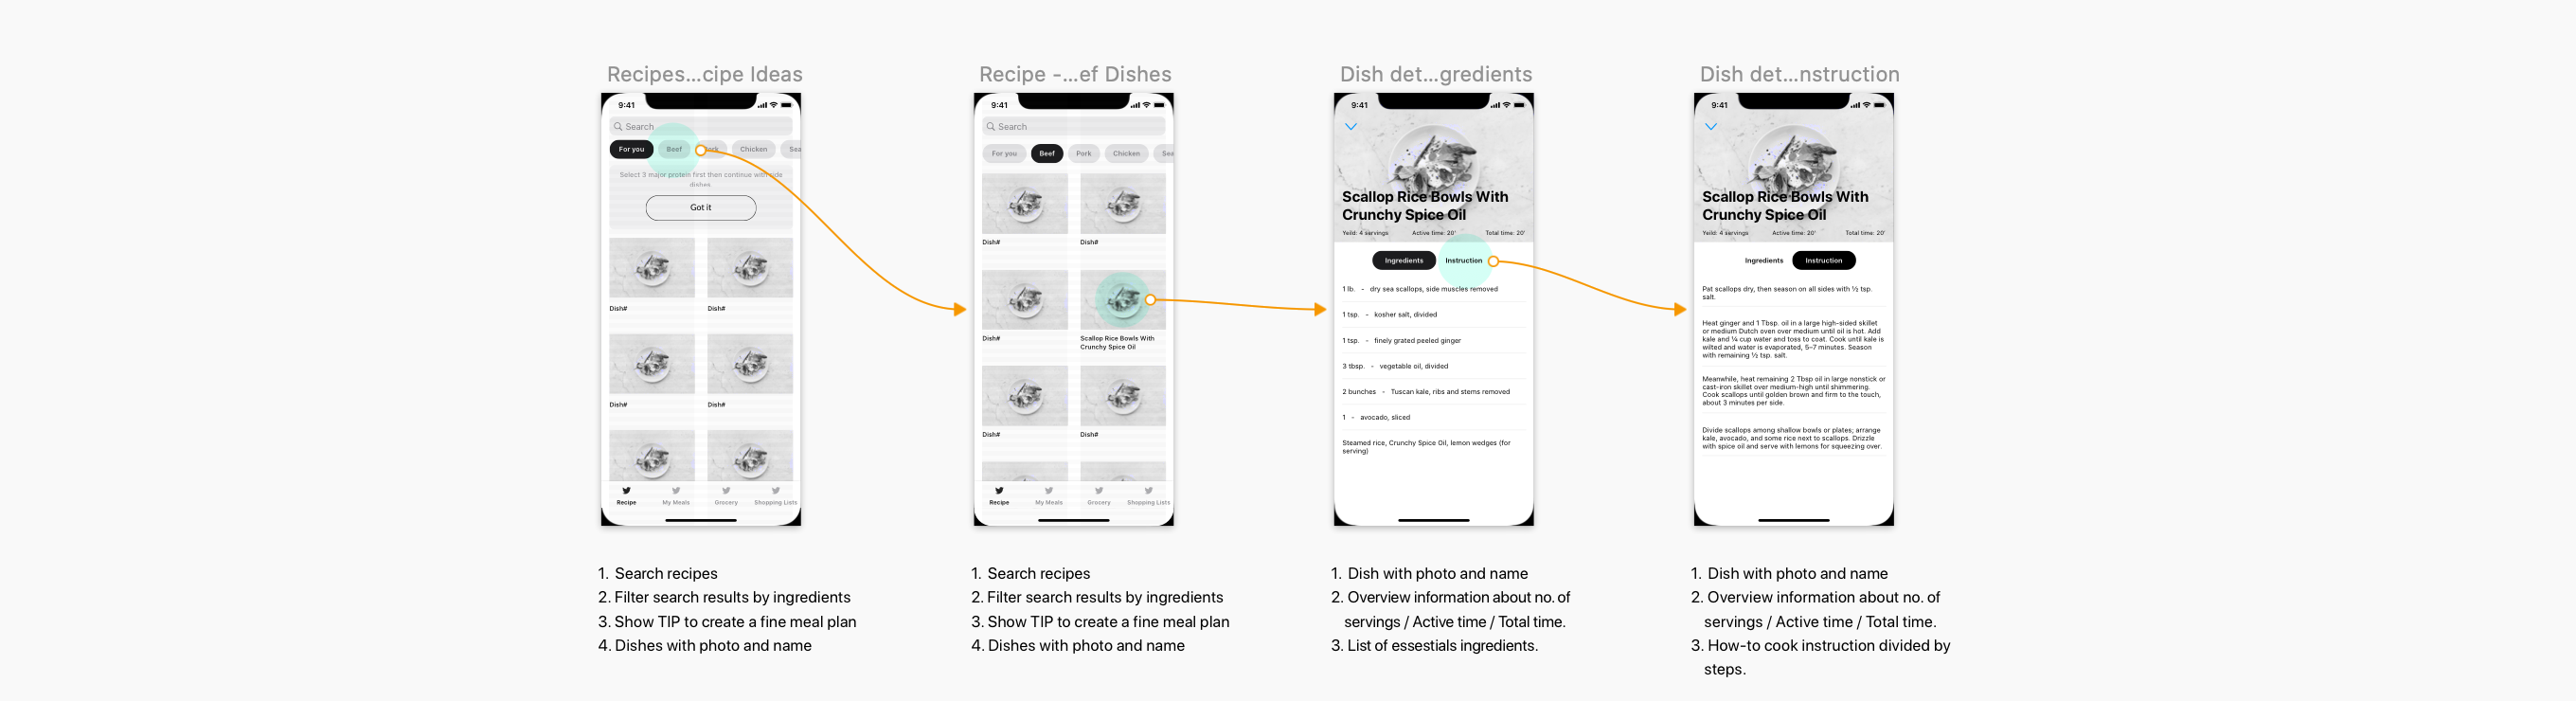 Recipes...cipe Ideas
9:41
Search
For you
Beef
Pork
Chicken
Sea
Select 3 major protein first then continue with side
dishes
Got it
Dish#
Dish#
Dish#
Dish#
Recipe
My Meals
Grocery
Shopping Lists
1. Search recipes
2. Filter search results by ingredients
3. Show TIP to create a fine meal plan
4. Dishes with photo and name
Recipe -...ef Dishes
9:41
Search
For you
Beef
Pork
Chicken
Sea
Dish#
Dish#
Dish#
Scallop Rice Bowls With
Crunchy Spice Oil
Dish#
Dish#
Recipe
My Meals
Grocery
Shopping Lists
1. Search recipes
2. Filter search results by ingredients
3. Show TIP to create a fine meal plan
4. Dishes with photo and name
Dish det...gredients
9:41
Scallop Rice Bowls With
Crunchy Spice Oil
Yeild: 4 servings
Active time: 20'
Total time: 20'
Ingredients
Instruction
1 lb. - dry sea scallops, side muscles removed
1 tsp. - kosher salt, divided
1 tsp. - finely grated peeled ginger
3 tbsp. - vegetable oil, divided
2 bunches - Tuscan kale, ribs and stems removed
1 - avocado, sliced
Steamed rice, Crunchy Spice Oil, lemon wedges (for
serving)
1. Dish with photo and name
2. Overview information about no. of
servings / Active time / Total time.
3. List of essestials ingredients.
Dish det...nstruction
9:41
Scallop Rice Bowls With
Crunchy Spice Oil
Yeild: 4 servings
Active time: 20'
Total time: 20'
Ingredients
Instruction
Pat scallops dry, then season on all sides with ½ tsp.
salt.
Heat ginger and 1 Tbsp. oil in a large high-sided skillet
or medium Dutch oven over medium until oil is hot. Add
kale and ¼ cup water and toss to coat. Cook until kale is
wilted and water is evaporated, 5–7 minutes. Season
with remaining ½ tsp. salt.
Meanwhile, heat remaining 2 Tbsp oil in large nonstick or
cast-iron skillet over medium-high until shimmering.
Cook scallops until golden brown and firm to the touch,
about 3 minutes per side.
Divide scallops among shallow bowls or plates; arrange
kale, avocado, and some rice next to scallops. Drizzle
with spice oil and serve with lemons for squeezing over.
1. Dish with photo and name
2. Overview information about no. of
servings / Active time / Total time.
3. How-to cook instruction divided by
steps.